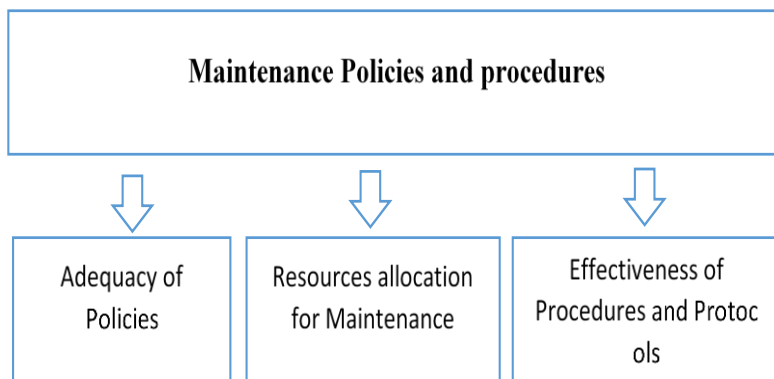 Maintenance Policies and procedures
Adequacy of
Policies
Resources allocation
for Maintenance
Effectiveness of
Procedures and Protoc
ols